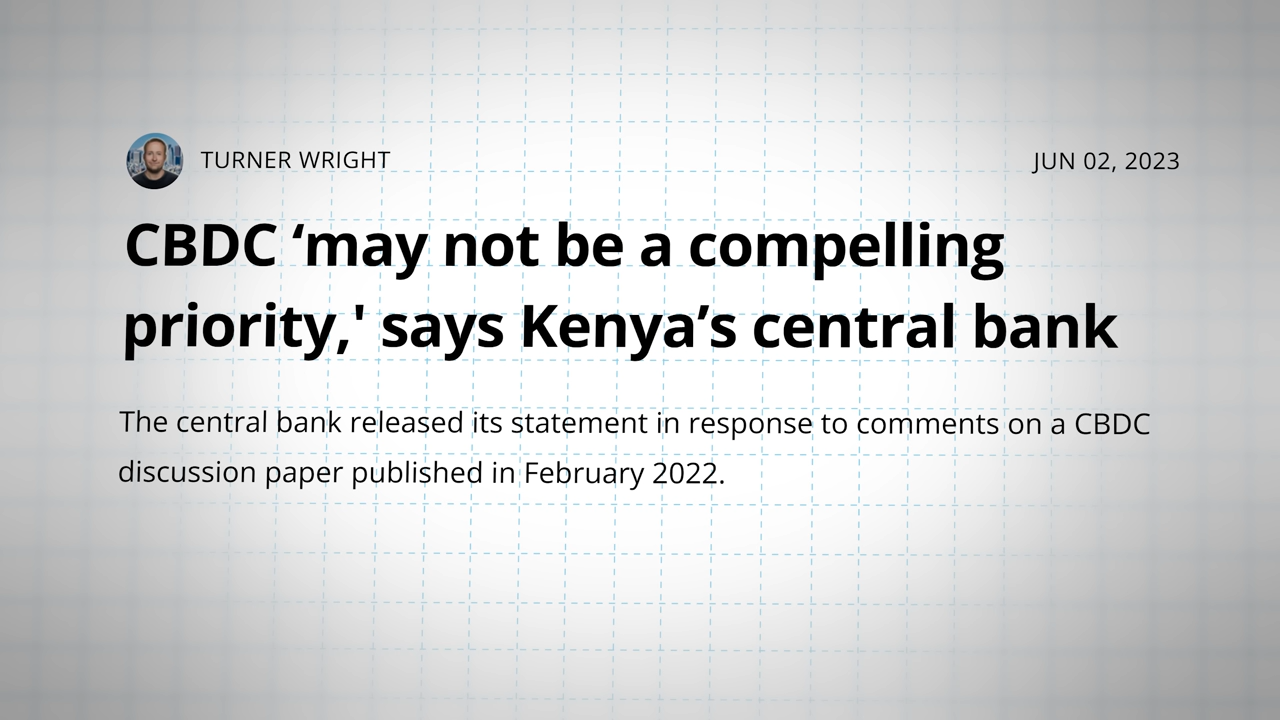 TURNER WRIGHT
JUN 02, 2023
CBDC ‘may not be a compelling
priority,' says Kenya’s central bank
The central bank released its statement in response to comments on a CBDC
discussion paper published in February 2022.